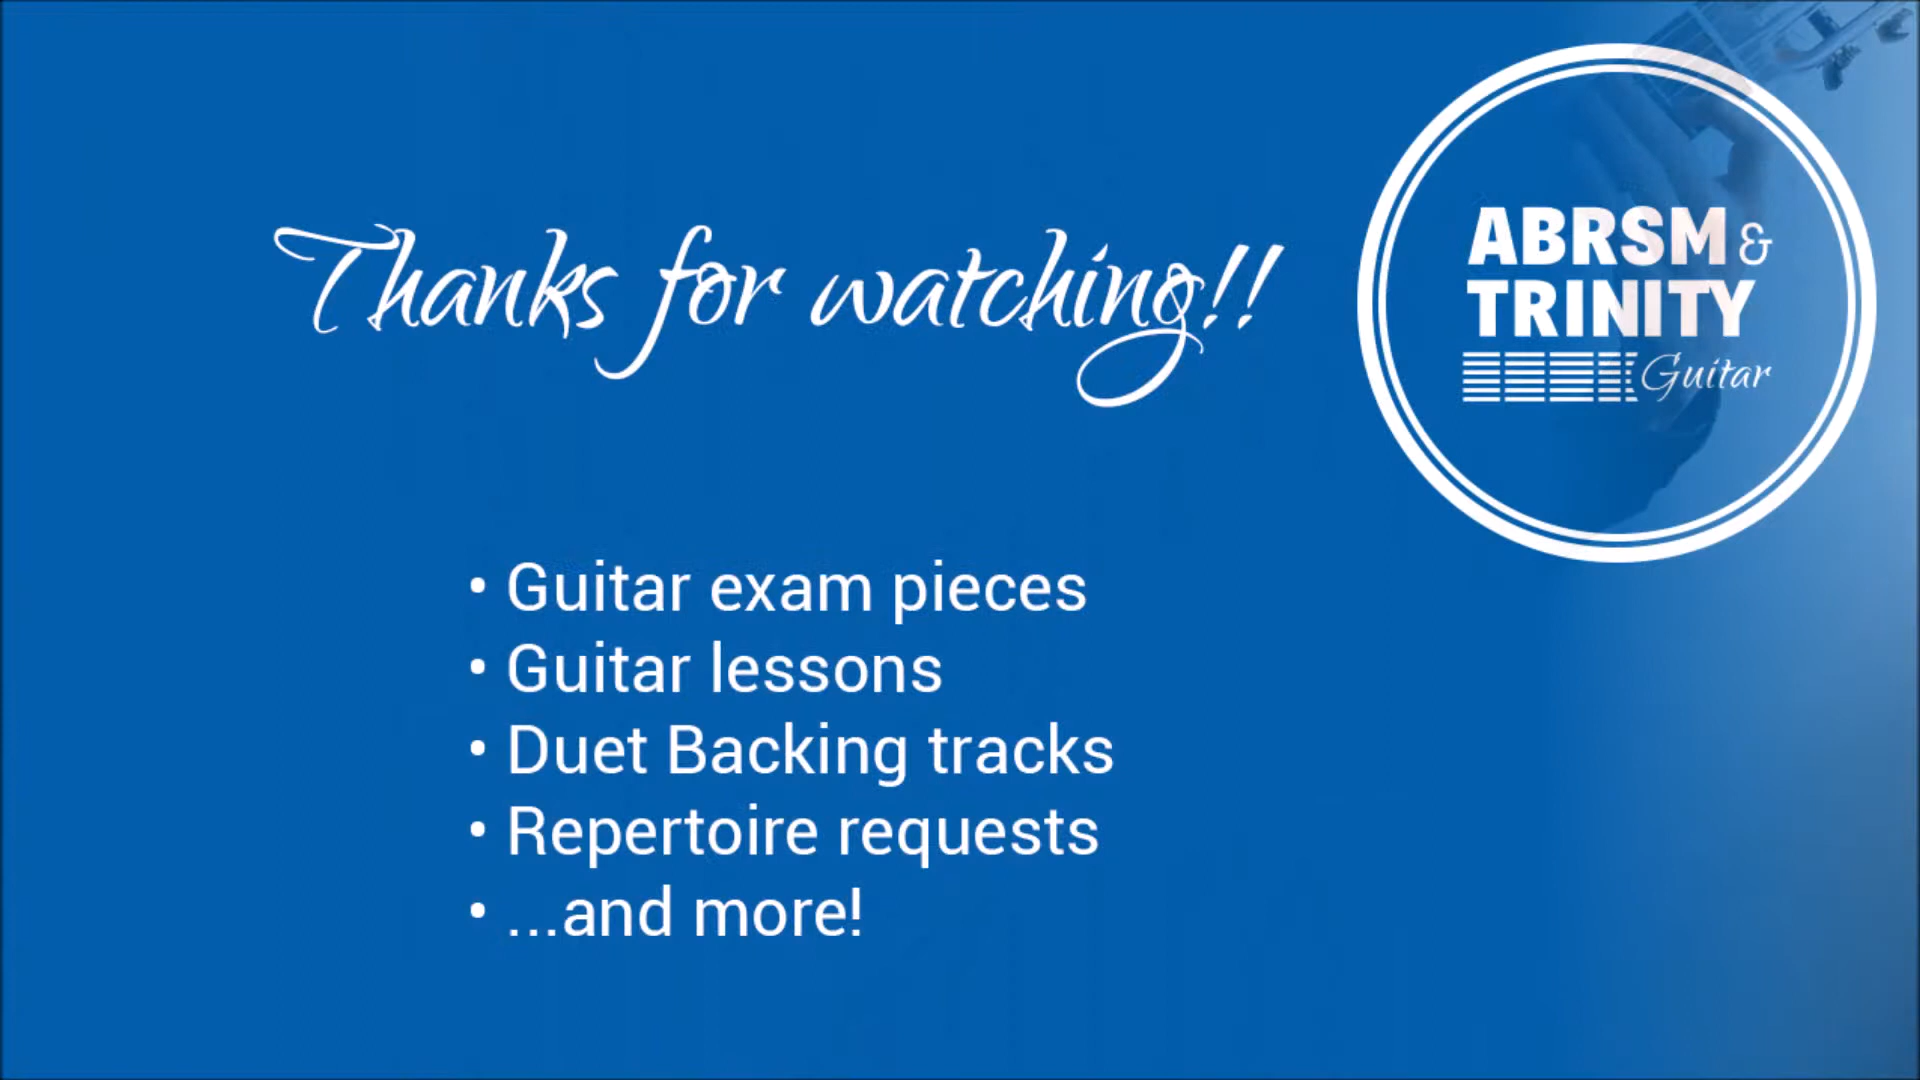 Thanks for watching!!
ABRSM &
TRINITY
Guitar
• Guitar exam pieces
• Guitar lessons
• Duet Backing tracks
• Repertoire requests
• ...and more!